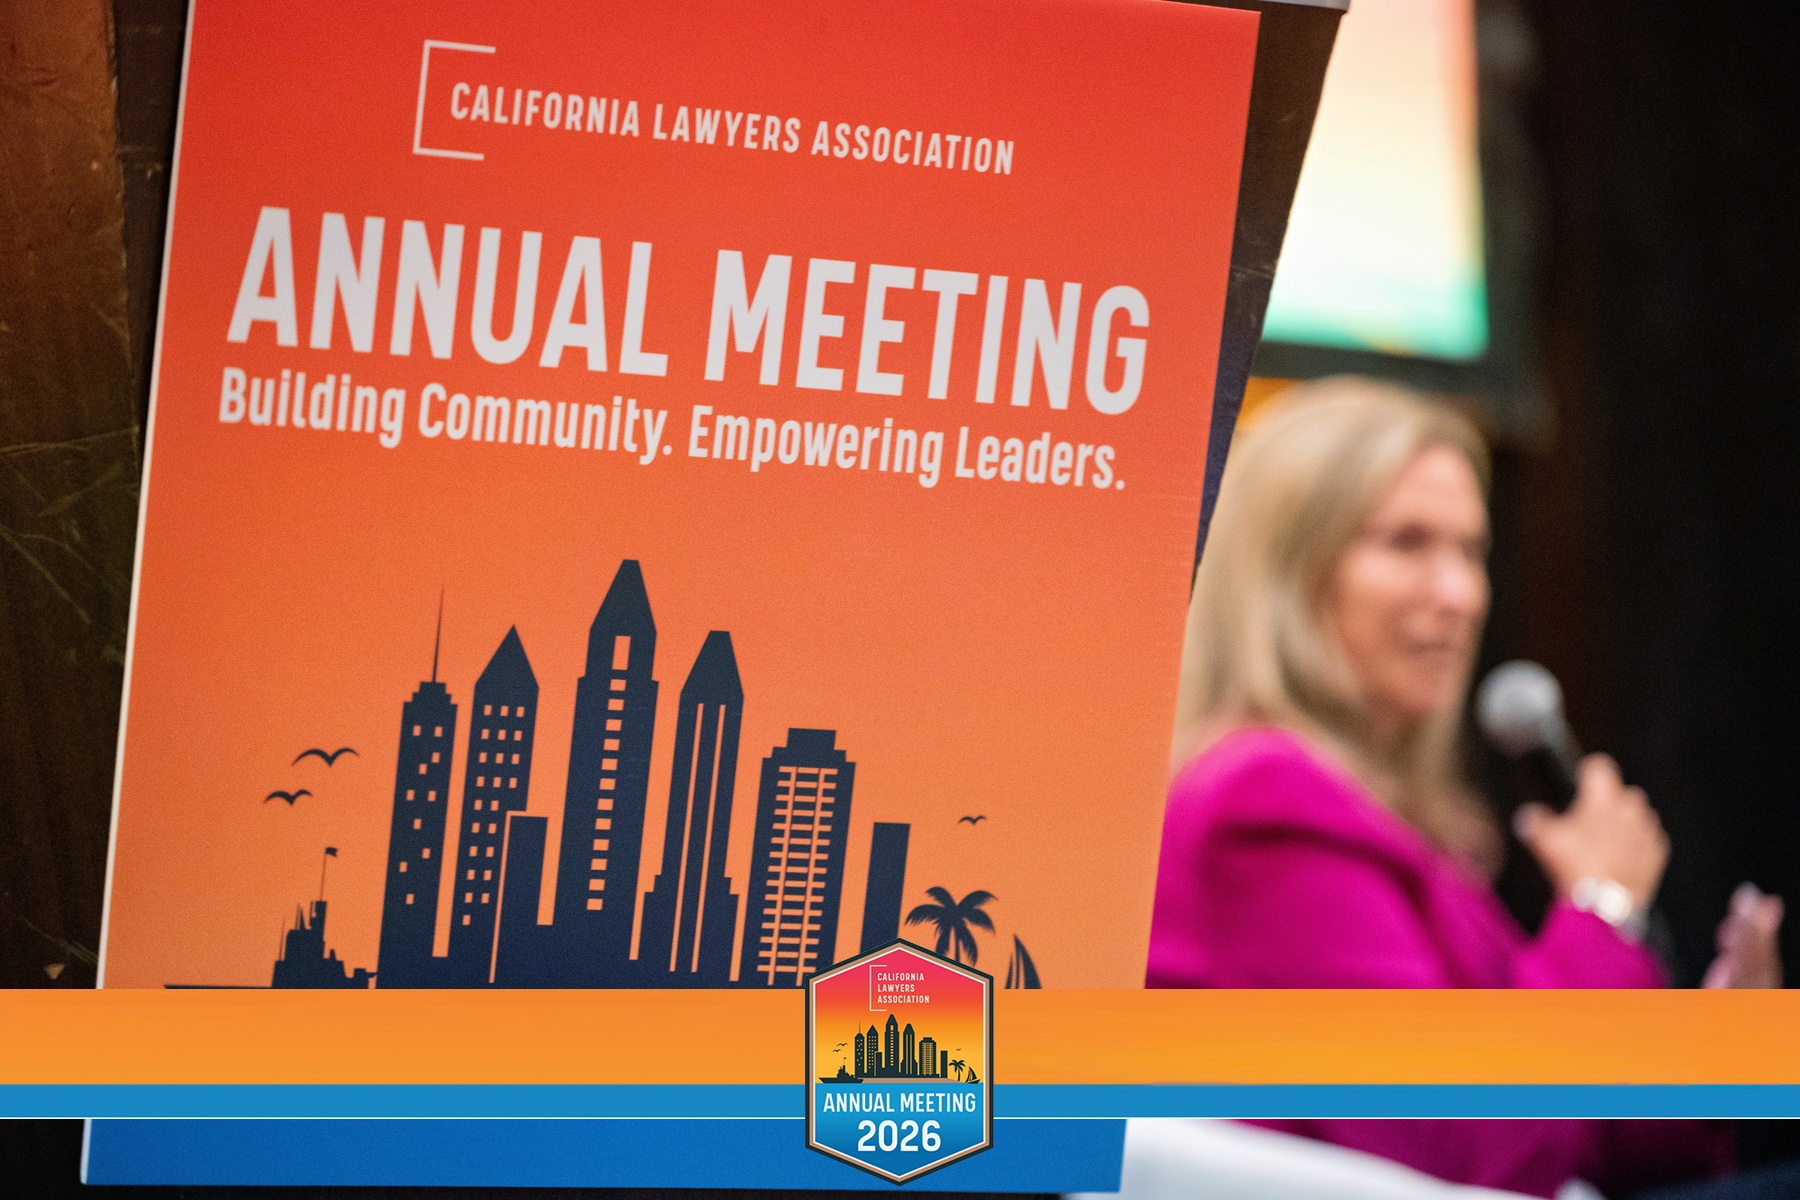 CALIFORNIA LAWYERS ASSOCIATION
ANNUAL MEETING
Building Community. Empowering Leaders.
CALIFORNIA
LAWYERS
ASSOCIATION
ANNUAL MEETING
2026